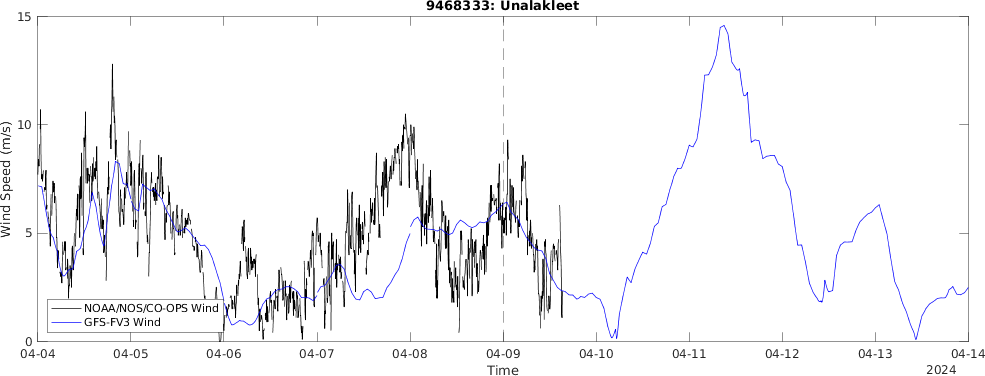 9468333: Unalakleet
15
10
5
0
Wind Speed (m/s)
NOAA/NOS/CO-OPS Wind
GFS-FV3 Wind
04-04 04-05 04-06 04-07 04-08 04-09 04-10 04-11 04-12 04-13 04-14
Time
2024